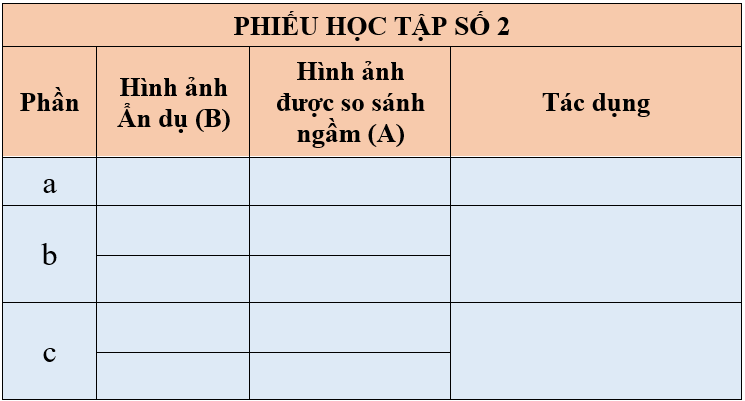 PHIẾU HỌC TẬP SỐ 2
Phần
Hình ảnh
Ẩn dụ (B)
Hình ảnh
được so sánh
ngầm (A)
Tác dụng
a
b
c